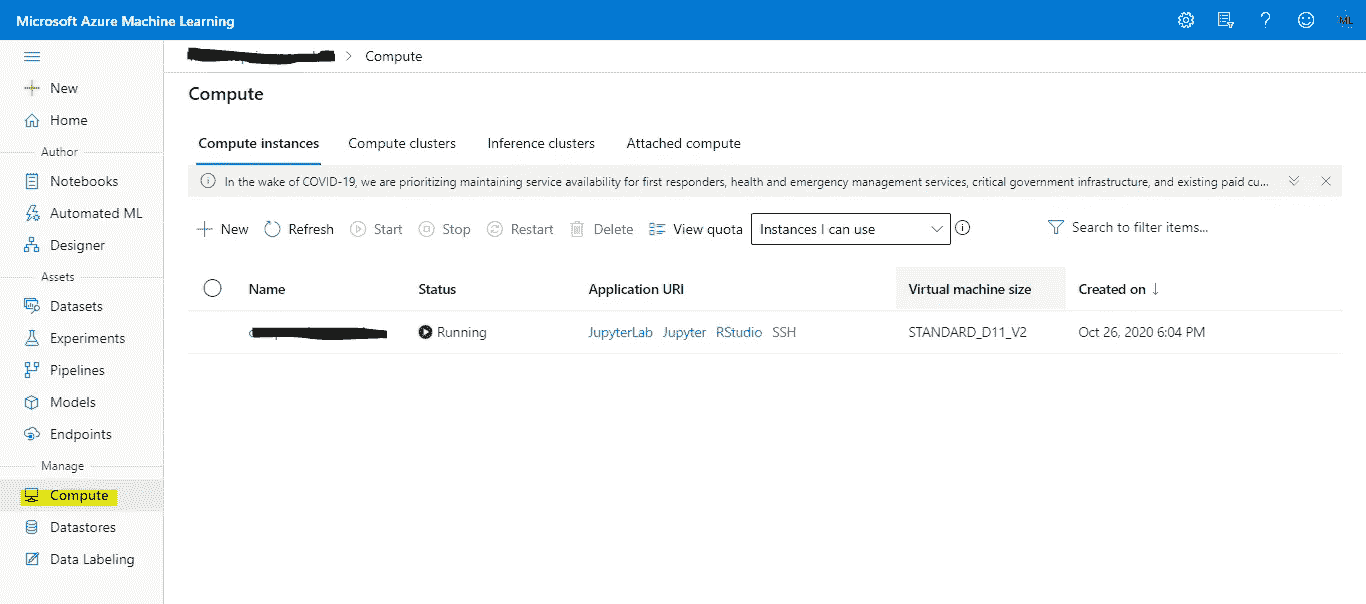 Microsoft Azure Machine Learning
ML
New
Home
Author
Notebooks
Automated ML
Designer
Assets
Datasets
Experiments
Pipelines
Models
Endpoints
Manage
Compute
Datastores
Data Labeling
> Compute
Compute
Compute instances Compute clusters Inference clusters Attached compute
In the wake of COVID-19, we are prioritizing maintaining service availability for first responders, health and emergency management services, critical government infrastructure, and existing paid cu...
New Refresh Start Stop Restart Delete View quota Instances I can use Search to filter items...
Name Status Application URI Virtual machine size Created on ↓
Running JupyterLab Jupyter RStudio SSH STANDARD_D11_V2 Oct 26, 2020 6:04 PM